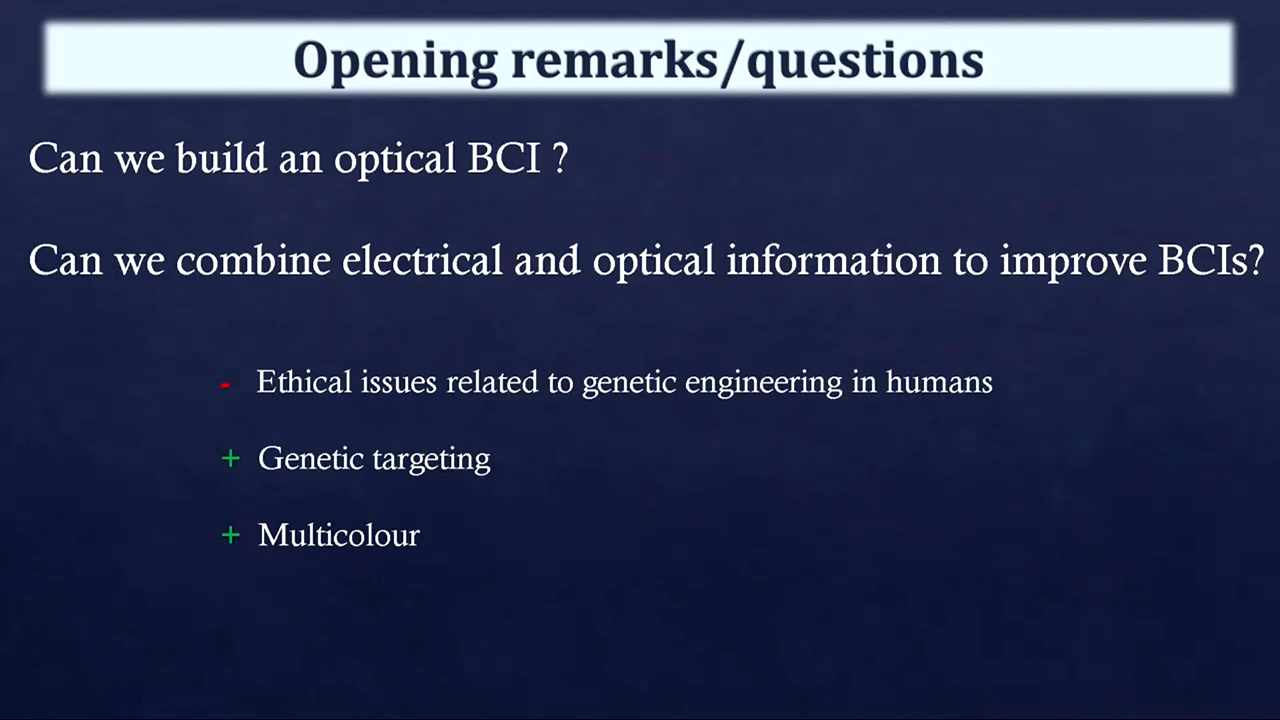 Opening remarks/questions
Can we build an optical BCI ?
Can we combine electrical and optical information to improve BCIs?
- Ethical issues related to genetic engineering in humans
+ Genetic targeting
+ Multicolour